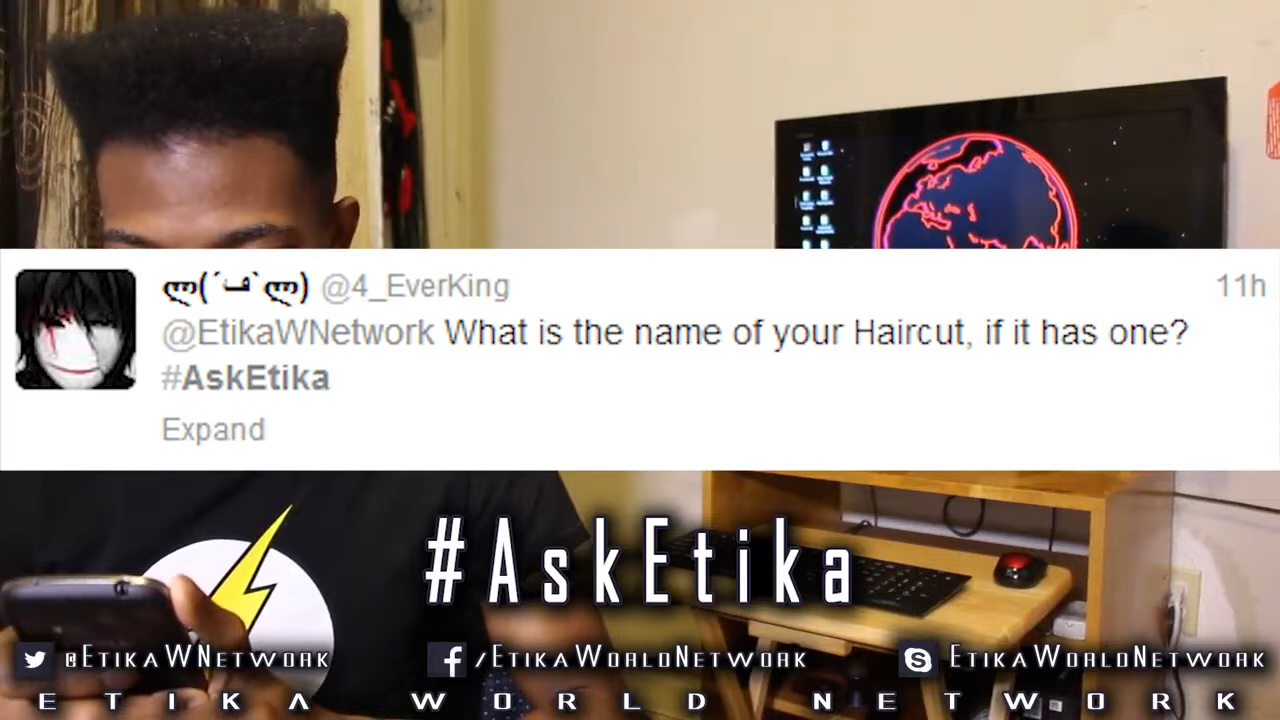 ლ(´ڡ`ლ) @4_EverKing 11h
@EtikaWNetwork What is the name of your Haircut, if it has one?
#AskEtika
Expand
#AskEtika
@EtikaWNetwork /EtikaWorldNetwork EtikaWorldNetwork
ETIKA WORLD NETWORK